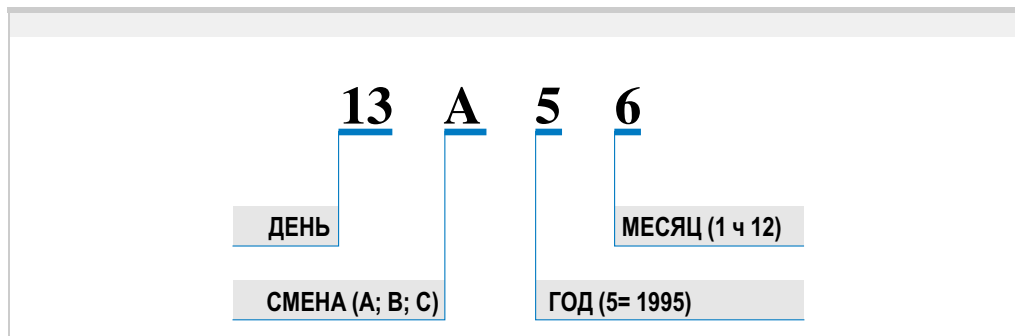 13 A 5 6
ДЕНЬ МЕСЯЦ (1 ч 12)
СМЕНА (A; B; C) ГОД (5= 1995)